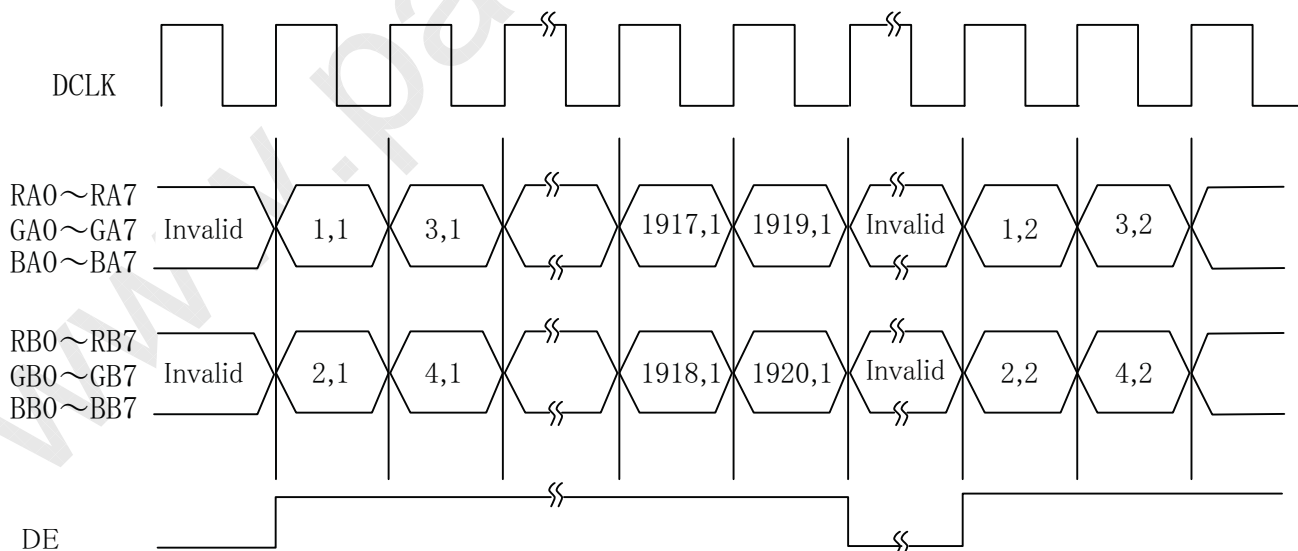 DCLK
RA0～RA7
GA0～GA7
BA0～BA7
Invalid 1,1 3,1 1917,1 1919,1 Invalid 1,2 3,2
RB0～RB7
GB0～GB7
BB0～BB7
Invalid 2,1 4,1 1918,1 1920,1 Invalid 2,2 4,2
DE
www.pa